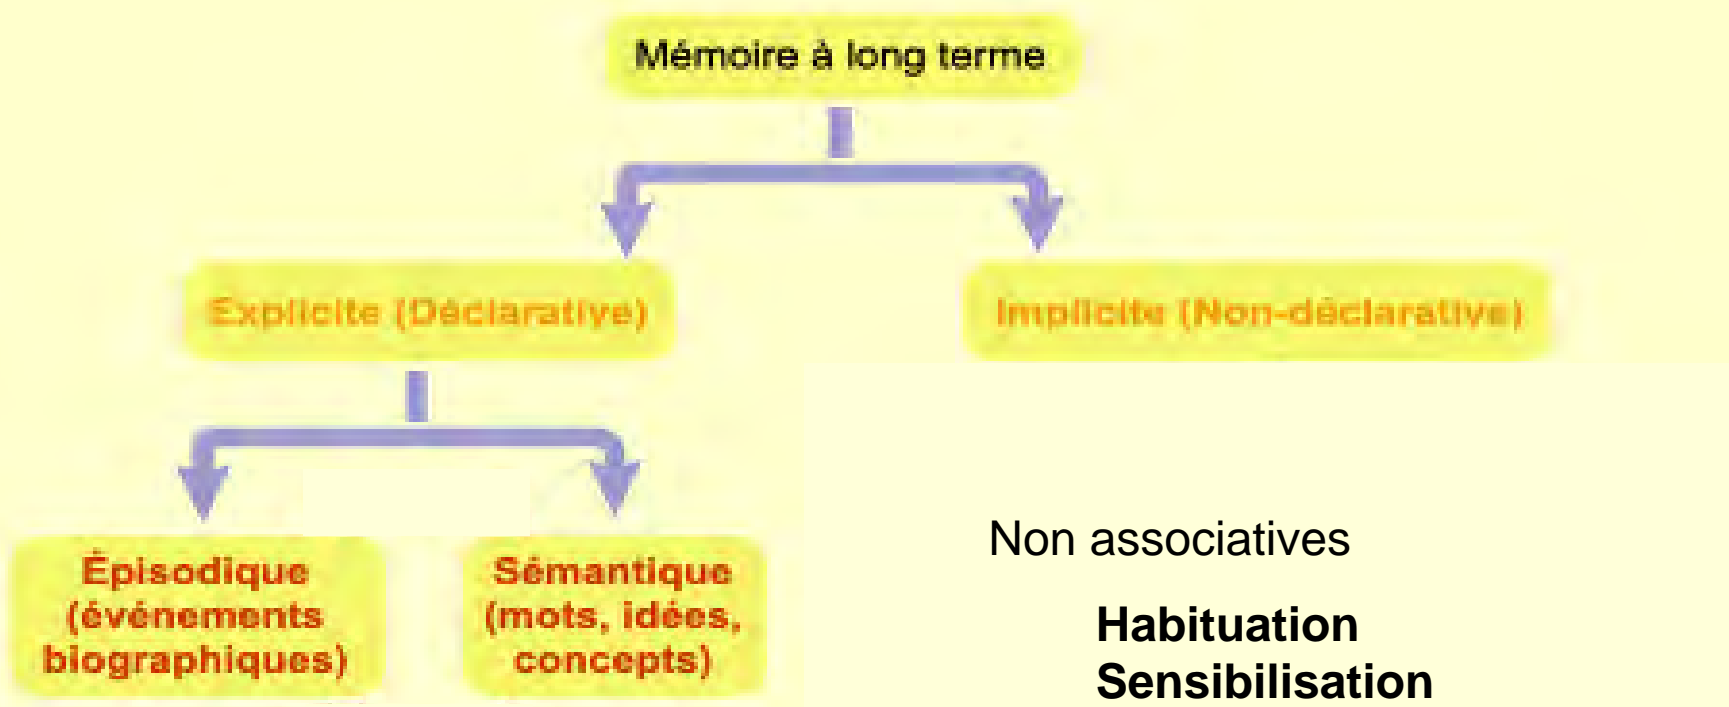 Mémoire à long terme
Explicite (Déclarative)
Implicite (Non-déclarative)
Épisodique
(événements
biographiques)
Sémantique
(mots, idées,
concepts)
Non associatives
Habituation
Sensibilisation